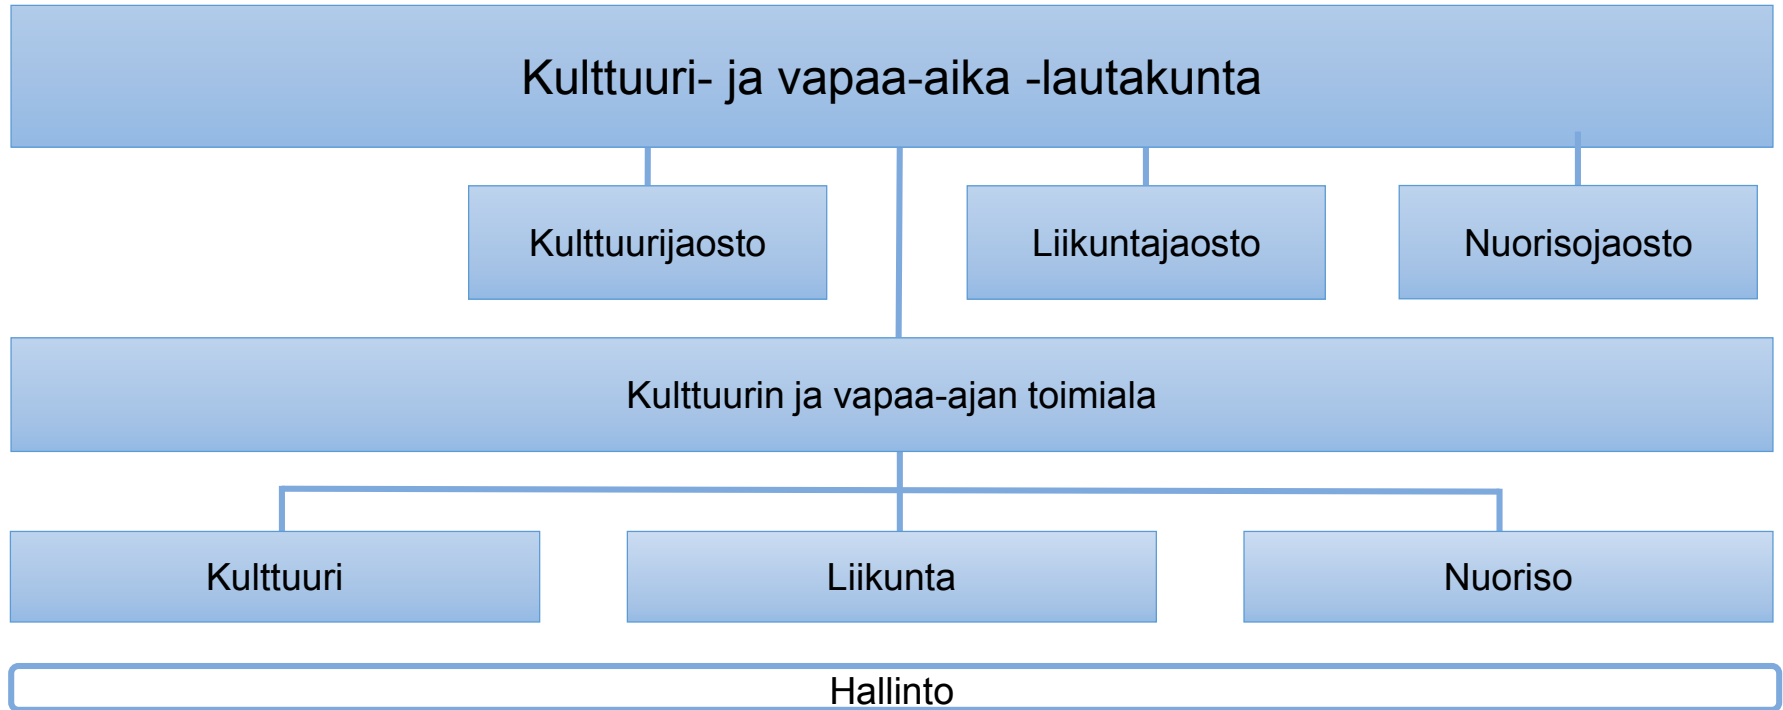 Kulttuuri- ja vapaa-aika -lautakunta
Kulttuurijaosto
Liikuntajaosto
Nuorisojaosto
Kulttuurin ja vapaa-ajan toimiala
Kulttuuri
Liikunta
Nuoriso
Hallinto